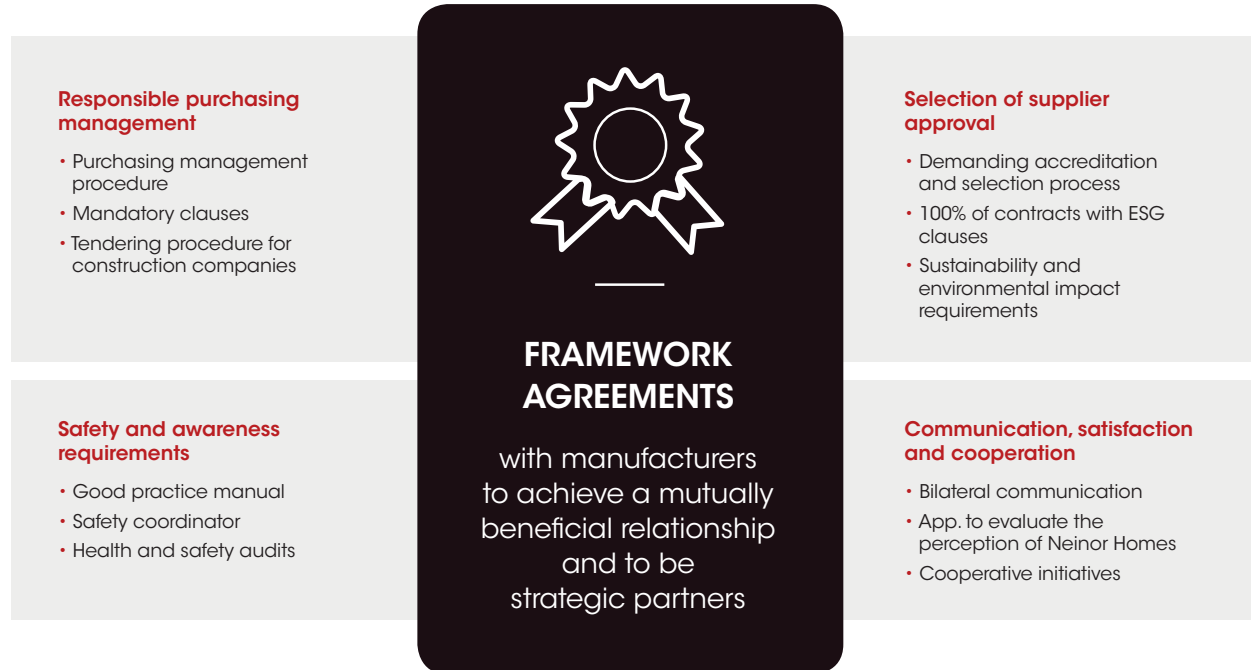 Responsible purchasing
management
• Purchasing management
procedure
• Mandatory clauses
• Tendering procedure for
construction companies
Safety and awareness
requirements
• Good practice manual
• Safety coordinator
• Health and safety audits
FRAMEWORK
AGREEMENTS
with manufacturers
to achieve a mutually
beneficial relationship
and to be
strategic partners
Selection of supplier
approval
• Demanding accreditation
and selection process
• 100% of contracts with ESG
clauses
• Sustainability and
environmental impact
requirements
Communication, satisfaction
and cooperation
• Bilateral communication
• App. to evaluate the
perception of Neinor Homes
• Cooperative initiatives